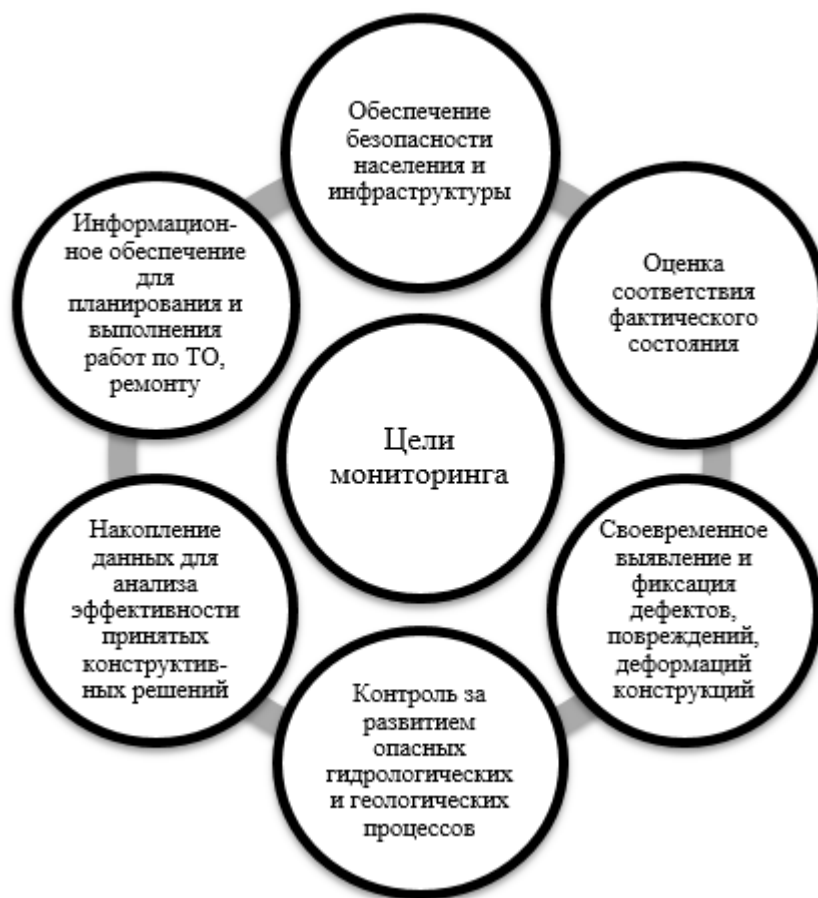 Обеспечение
безопасности
населения и
инфраструктуры
Оценка
соответствия
фактического
состояния
Своевременное
выявление и
фиксация
дефектов,
повреждений,
деформаций
конструкций
Контроль за
развитием
опасных
гидрологических
и геологических
процессов
Накопление
данных для
анализа
эффективности
принятых
конструктив-
ных решений
Информацион-
ное обеспечение
для
планирования и
выполнения
работ по ТО,
ремонту
Цели
мониторинга